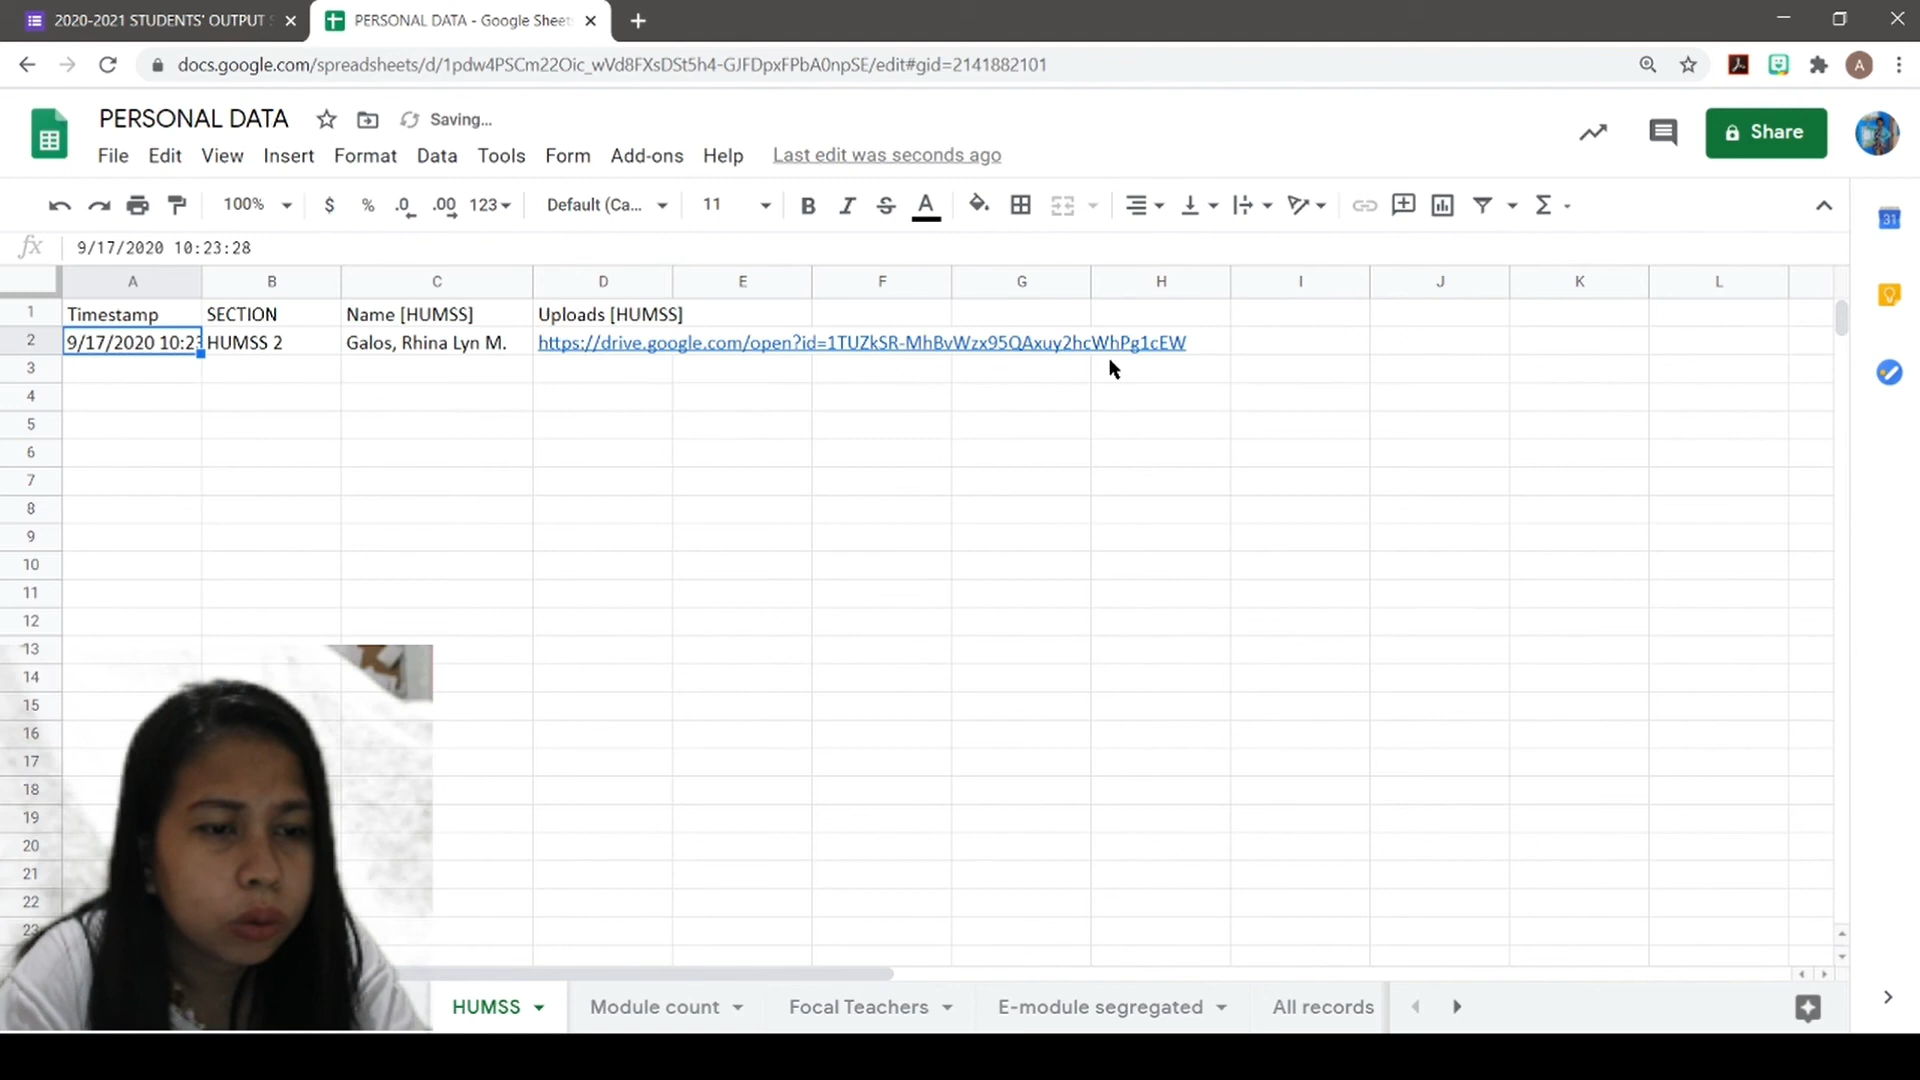 2020-2021 STUDENTS' OUTPUT
PERSONAL DATA - Google Sheet
docs.google.com/spreadsheets/d/1pdw4PSCm22Oic_wVd8FXsDSt5h4-GJFDpxFPbA0npSE/edit#gid=2141882101
A
PERSONAL DATA
Saving...
File Edit View Insert Format Data Tools Form Add-ons Help Last edit was seconds ago
Share
100% $ % .0 .00 123 Default (Ca... 11 B I S A Σ
31
fx 9/17/2020 10:23:28
A B C D E F G H I J K L
1 Timestamp SECTION Name [HUMSS] Uploads [HUMSS]
2 9/17/2020 10:23 HUMSS 2 Galos, Rhina Lyn M. https://drive.google.com/open?id=1TUZkSR-MhBvWzx95QAxuy2hcWhPg1cEW
3
4
5
6
7
8
9
10
11
12
13
14
15
16
17
18
19
20
21
22
23
HUMSS Module count Focal Teachers E-module segregated All records